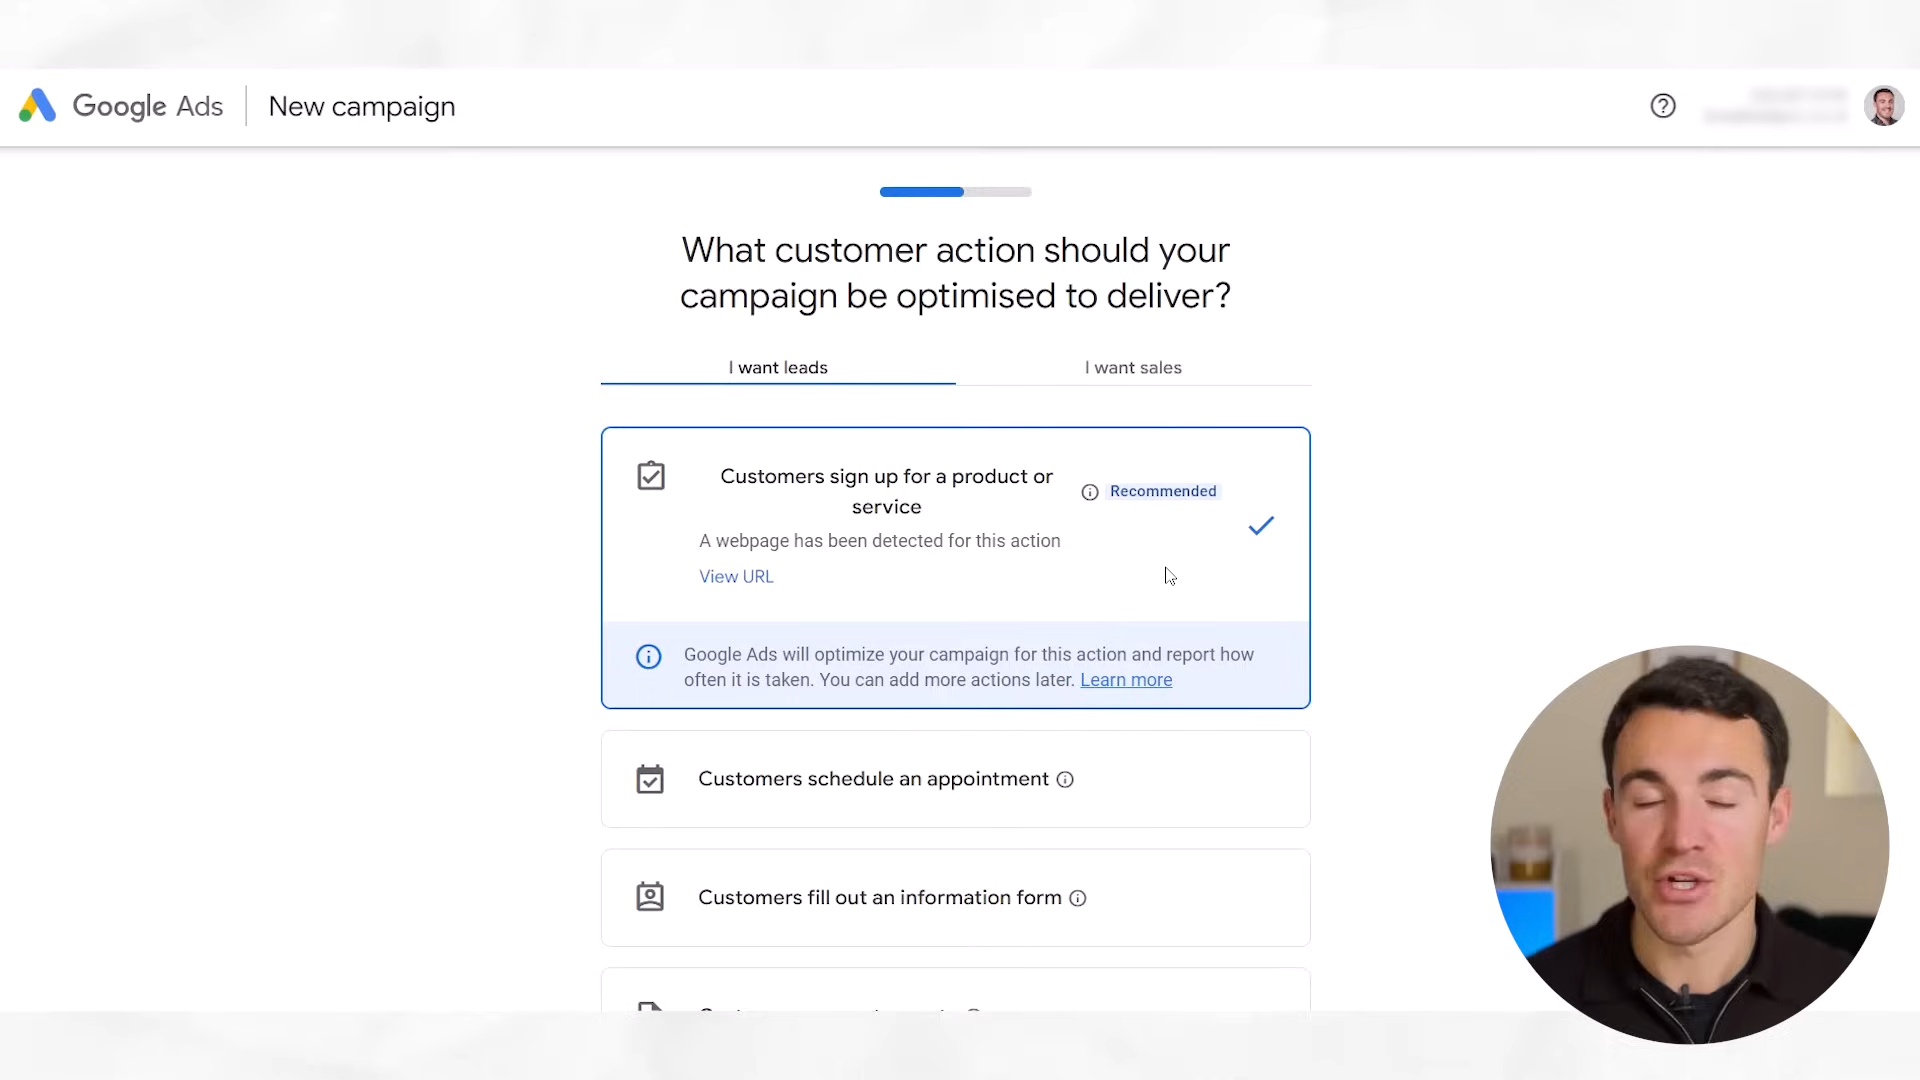 Google Ads
New campaign
What customer action should your
campaign be optimised to deliver?
I want leads
I want sales
Customers sign up for a product or
service
Recommended
A webpage has been detected for this action
View URL
Google Ads will optimize your campaign for this action and report how
often it is taken. You can add more actions later. Learn more
Customers schedule an appointment
Customers fill out an information form